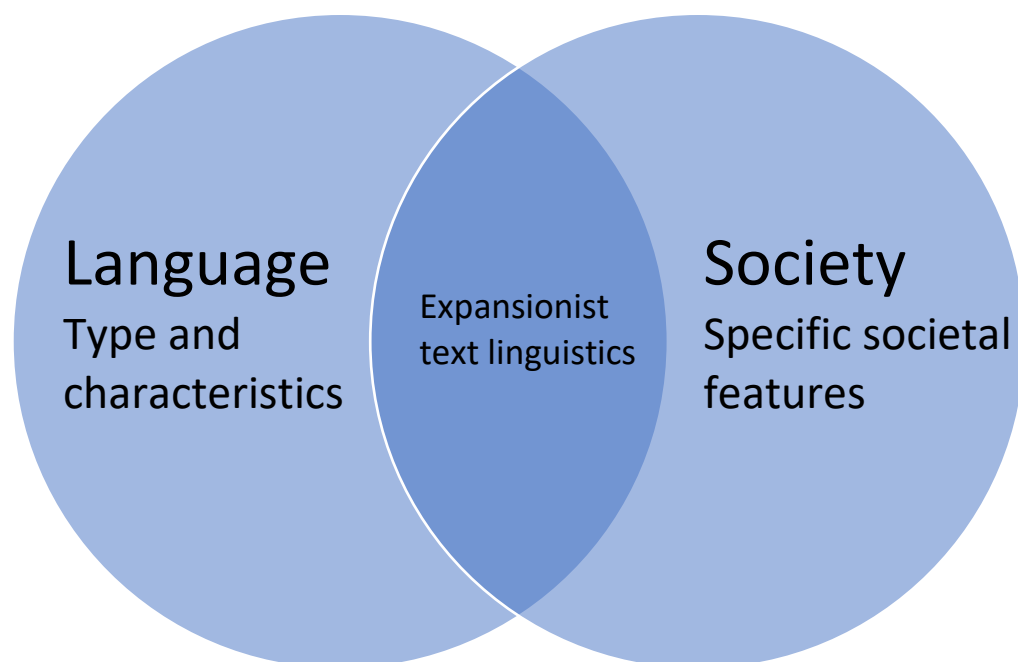 Language
Type and
characteristics
Expansionist
text linguistics
Society
Specific societal
features